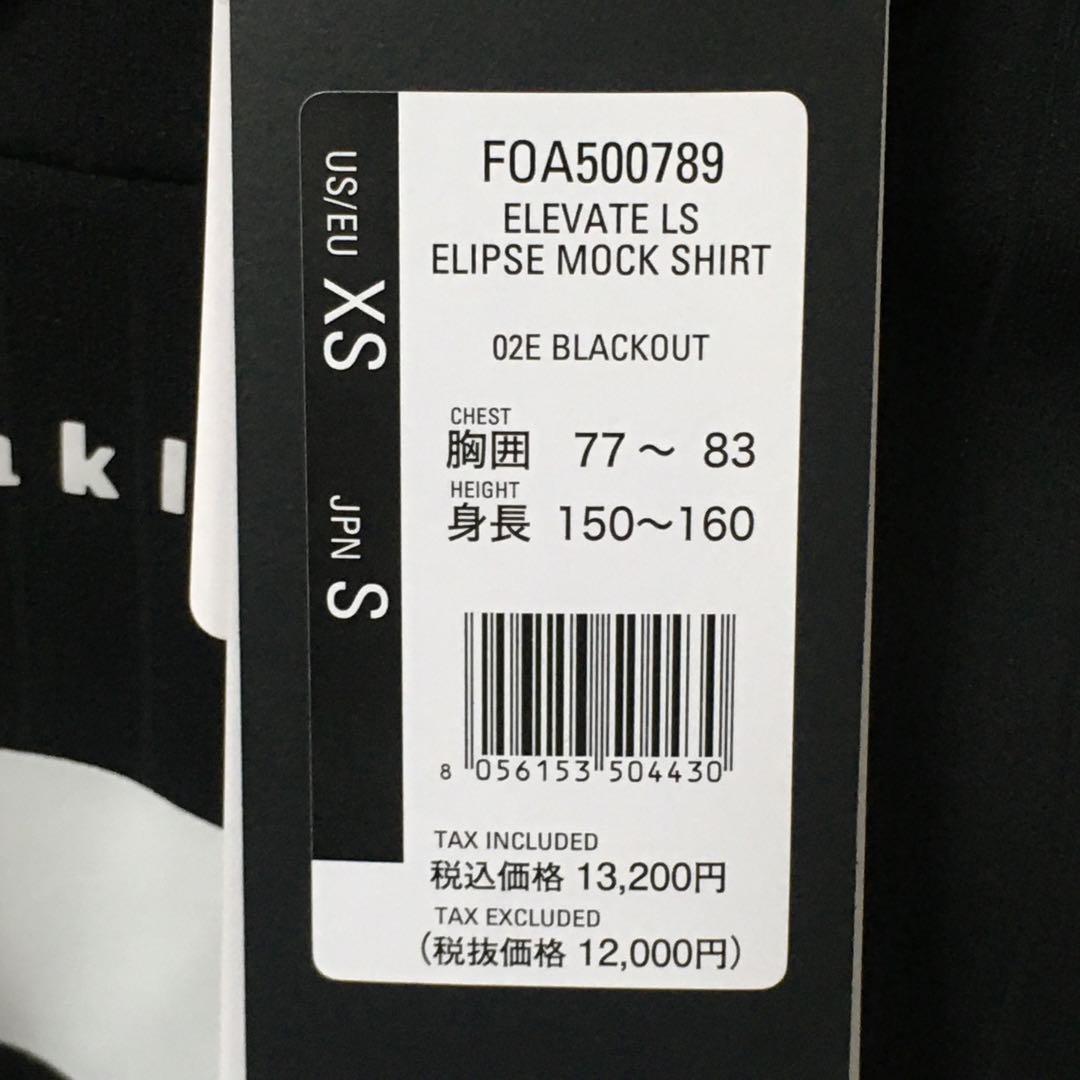 FOA500789
ELEVATE LS
ELIPSE MOCK SHIRT
02E BLACKOUT
US/EU XS
JPN S
CHEST
胸囲 77～ 83
HEIGHT
身長 150～160
8 056153 504430
TAX INCLUDED
税込価格 13,200円
TAX EXCLUDED
(税抜価格 12,000円)